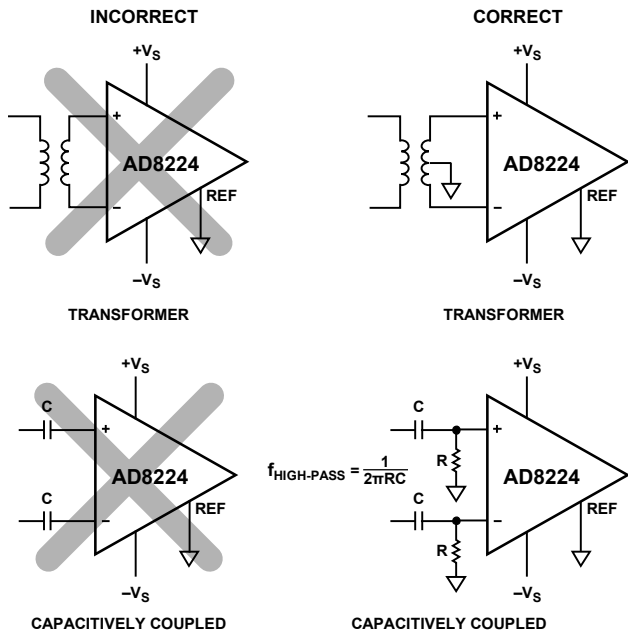 INCORRECT
CORRECT
+VS
+
AD8224
−
REF
−VS
TRANSFORMER
+VS
+
AD8224
−
REF
−VS
TRANSFORMER
+VS
C
+
AD8224
C
−
REF
−VS
CAPACITIVELY COUPLED
fHIGH-PASS = 1/2πRC
+VS
C
+
R
AD8224
C
−
REF
R
−VS
CAPACITIVELY COUPLED